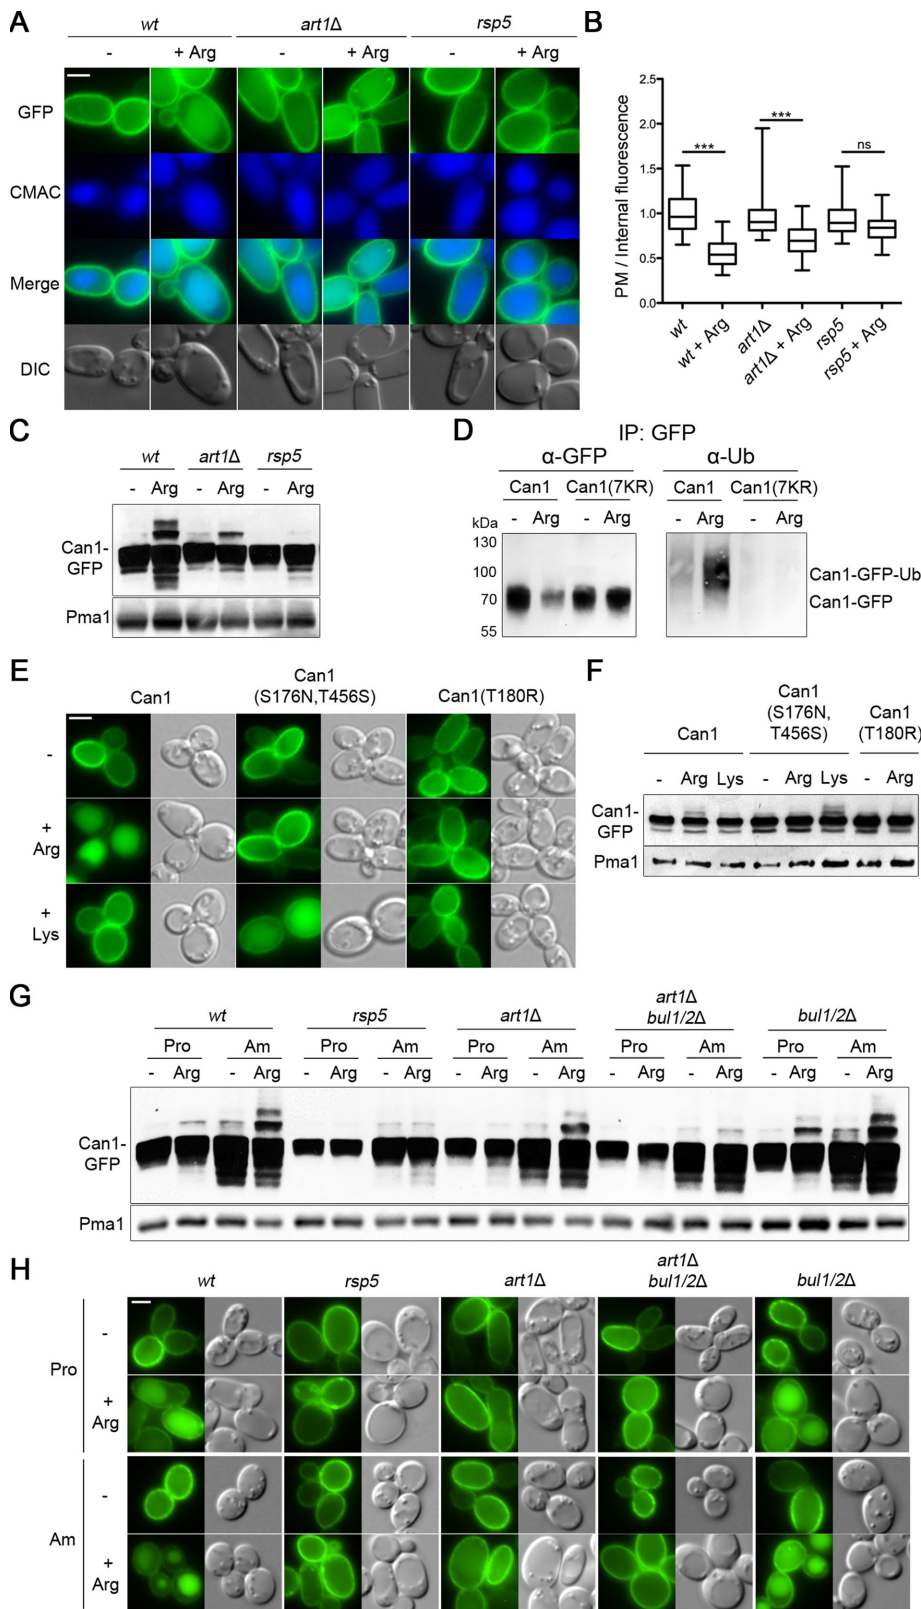 A
wt art1Δ rsp5
- + Arg - + Arg - + Arg
GFP
CMAC
Merge
DIC
B
PM / Internal fluorescence
2.5
2.0
1.5
1.0
0.5
0.0
*** *** ns
wt wt + Arg art1Δ art1Δ + Arg rsp5 rsp5 + Arg
C
wt art1Δ rsp5
- Arg - Arg - Arg
Can1-
GFP
Pma1
D
IP: GFP
α-GFP α-Ub
Can1 Can1(7KR) Can1 Can1(7KR)
- Arg - Arg - Arg - Arg
kDa
130
100
70
55
Can1-GFP-Ub
Can1-GFP
E
Can1 Can1 (S176N,T456S) Can1(T180R)
-
+
Arg
+
Lys
F
Can1 Can1 (S176N, T456S) Can1 (T180R)
- Arg Lys - Arg Lys - Arg
Can1-
GFP
Pma1
G
wt rsp5 art1Δ art1Δ bul1/2Δ bul1/2Δ
Pro Am Pro Am Pro Am Pro Am Pro Am
- Arg - Arg - Arg - Arg - Arg - Arg - Arg - Arg - Arg - Arg
Can1-
GFP
Pma1
H
wt rsp5 art1Δ art1Δ bul1/2Δ bul1/2Δ
Pro
-
+
Arg
Am
-
+
Arg